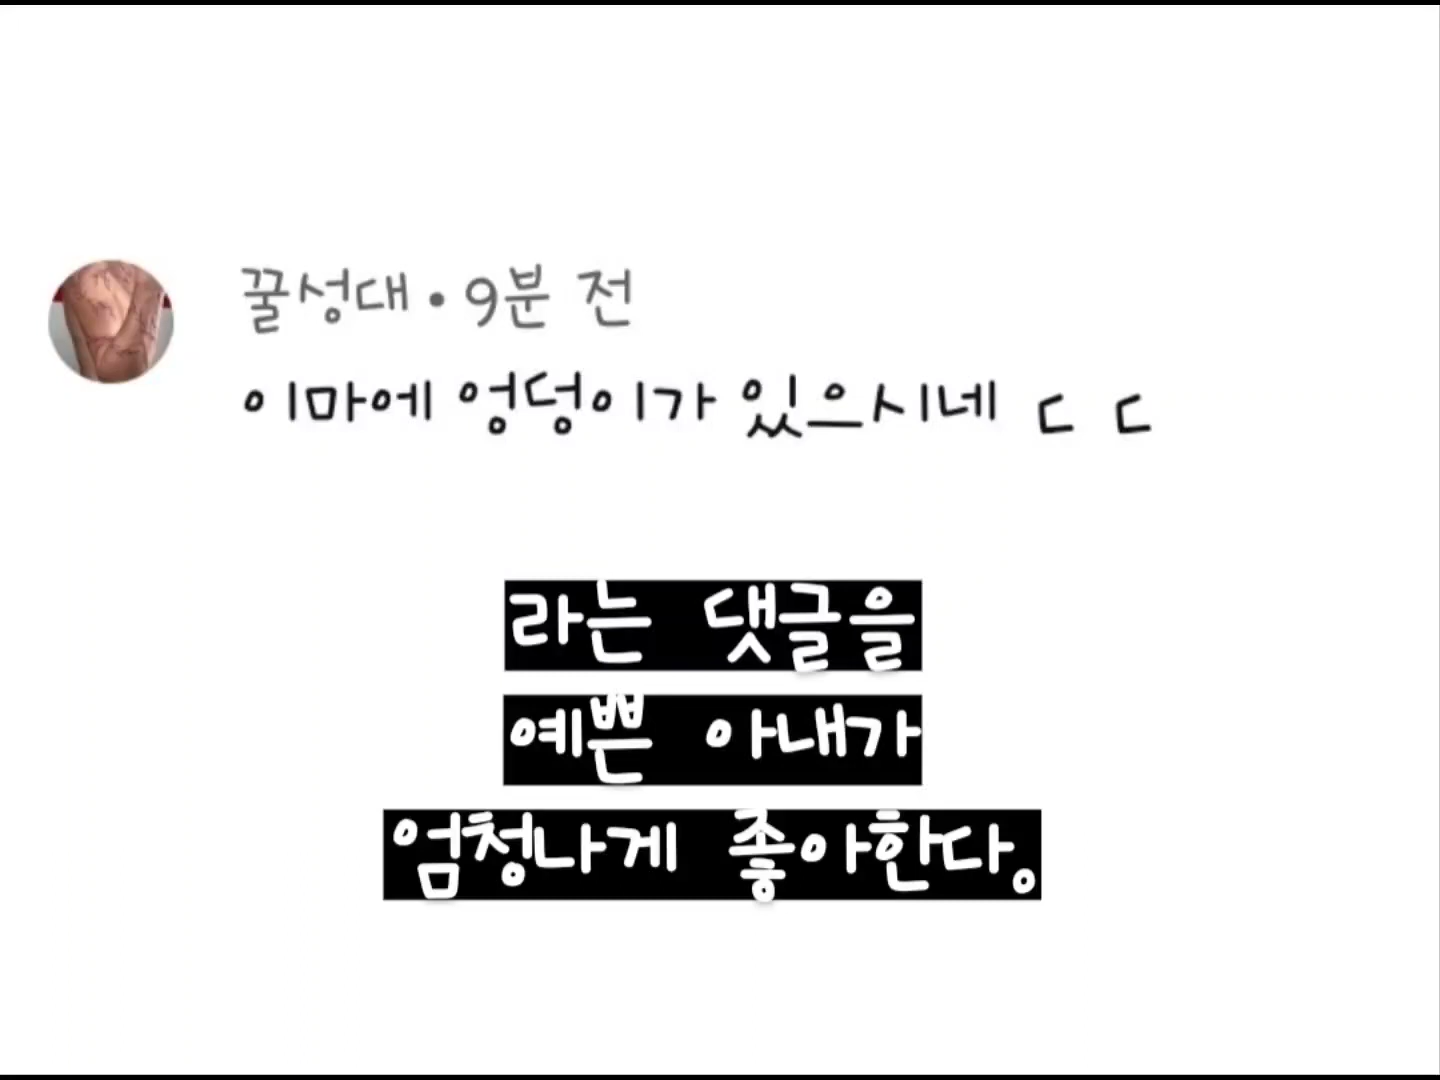 꿀성대 • 9분 전
이마에 엉덩이가 있으시네 ㄷ ㄷ
라는 댓글을
예쁜 아내가
엄청나게 좋아한다.